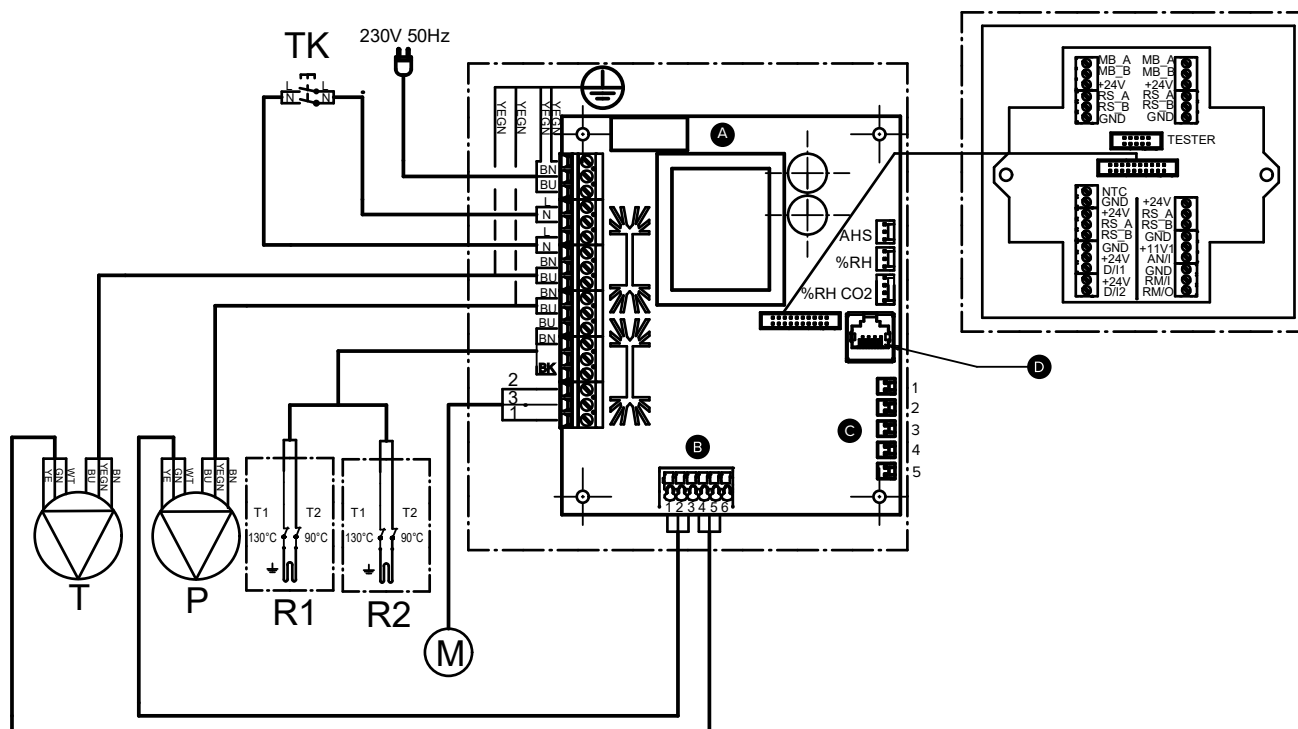 TK
230V 50Hz
L
N
L
N
YEGN
YEGN
YEGN
YEGN
BN
BU
L
N
L
N
BN
BU
BN
BU
BU
BN
BK
2
3
1
A
AHS
%RH
%RH CO2
D
B
C
1
2
3
4
5
1 2 3 4 5 6
MB_A MB_A
MB_B MB_B
+24V +24V
RS_A RS_A
RS_B RS_B
GND GND
TESTER
NTC
GND +24V
+24V RS_A
RS_A RS_B
RS_B GND
GND +11V1
+24V AN/I
D/I1 GND
+24V RM/I
D/I2 RM/O
YE GN WT BU YEGN BN
T
YE GN WT BU YEGN BN
P
T1 T2
130°C 90°C
R1
T1 T2
130°C 90°C
R2
M